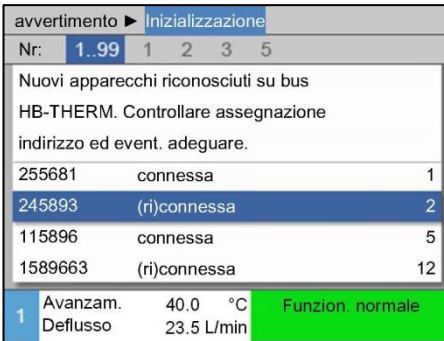 avvertimento ► Inizializzazione
Nr: 1..99 1 2 3 5
Nuovi apparecchi riconosciuti su bus
HB-THERM. Controllare assegnazione
indirizzo ed event. adeguare.
255681 connessa 1
245893 (ri)connessa 2
115896 connessa 5
1589663 (ri)connessa 12
1 Avanzam. 40.0 °C Funzion. normale
Deflusso 23.5 L/min